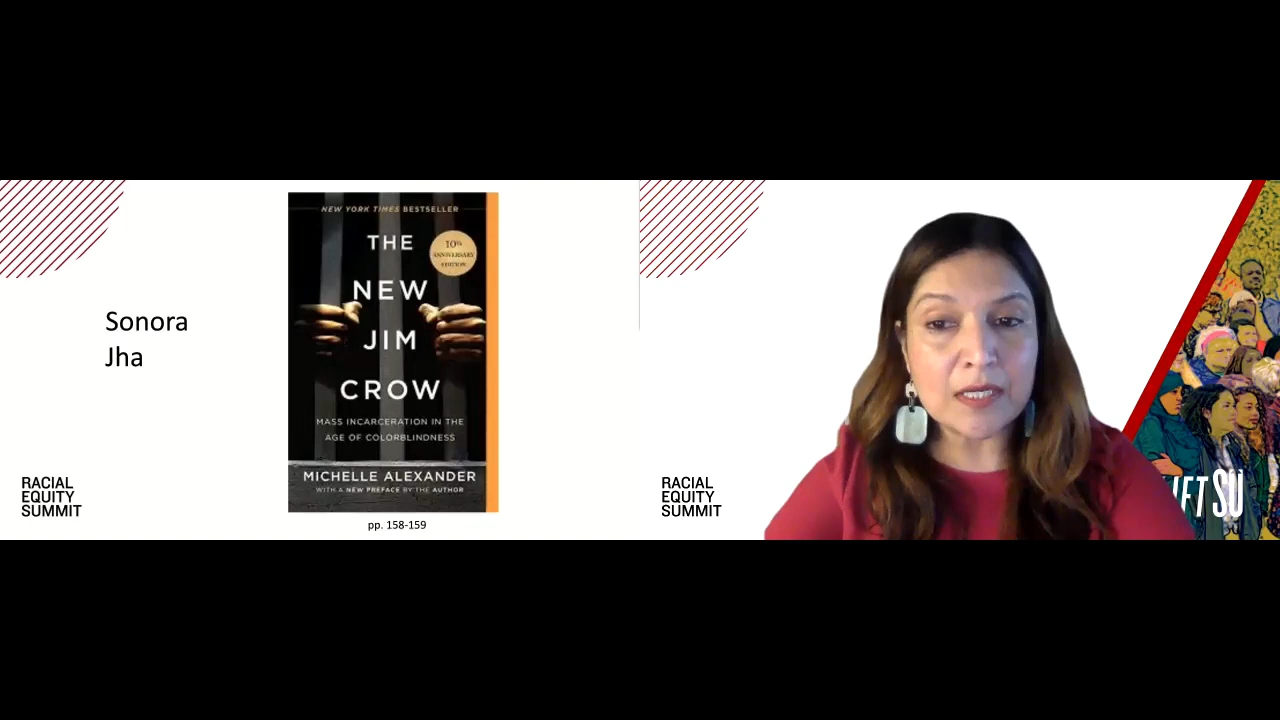 Sonora
Jha
NEW YORK TIMES BESTSELLER
THE
10th
ANNIVERSARY
EDITION
NEW
JIM
CROW
MASS INCARCERATION IN THE
AGE OF COLORBLINDNESS
MICHELLE ALEXANDER
WITH A NEW PREFACE BY THE AUTHOR
pp. 158-159
RACIAL
EQUITY
SUMMIT
RACIAL
EQUITY
SUMMIT
SU